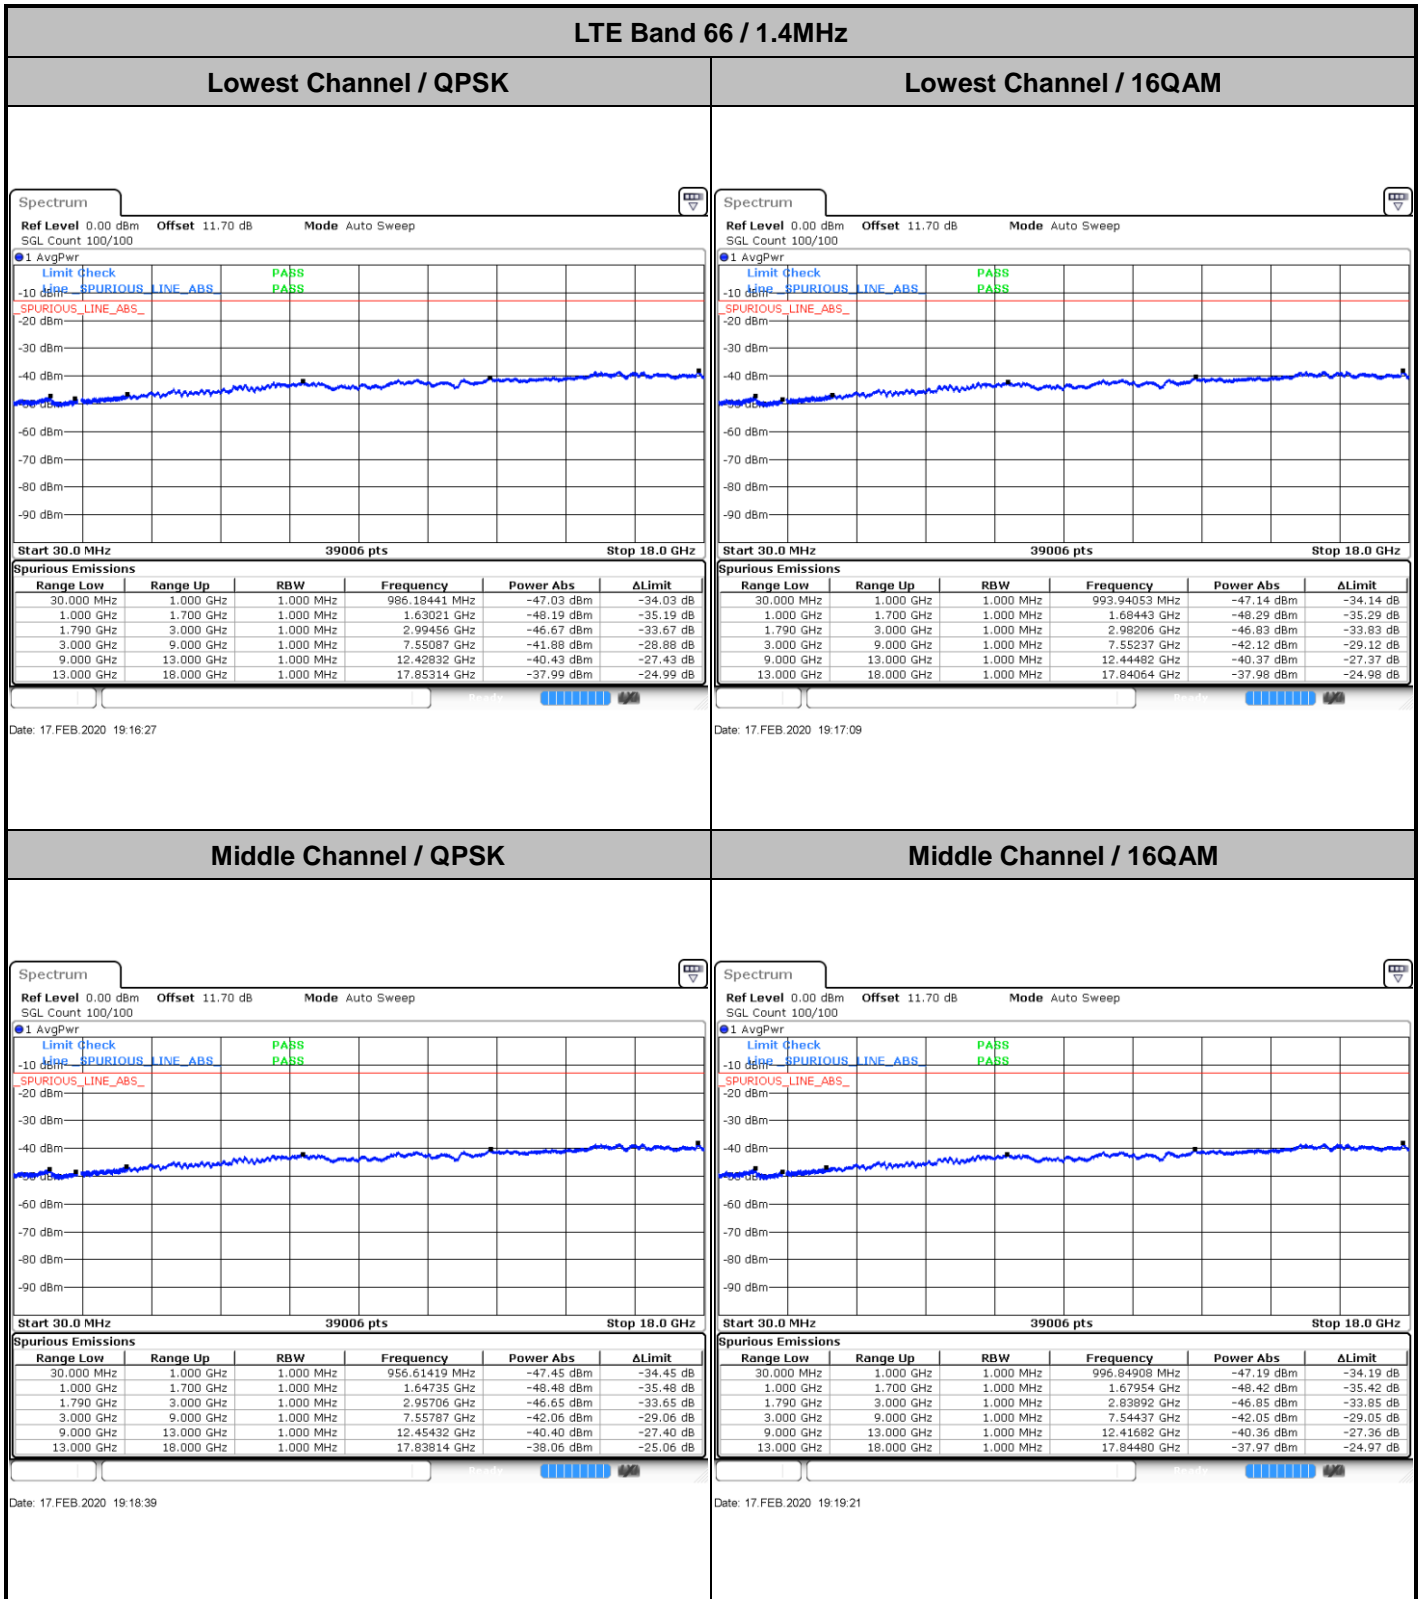 LTE Band 66 / 1.4MHz
Lowest Channel / QPSK
Lowest Channel / 16QAM
Spectrum
Ref Level 0.00 dBm Offset 11.70 dB Mode Auto Sweep
SGL Count 100/100
1 AvgPwr
Limit Check PASS
Line _SPURIOUS_LINE_ABS_ PASS
-10 dBm
_SPURIOUS_LINE_ABS_
-20 dBm
-30 dBm
-40 dBm
-50 dBm
-60 dBm
-70 dBm
-80 dBm
-90 dBm
Start 30.0 MHz 39006 pts Stop 18.0 GHz
Spurious Emissions
Range Low Range Up RBW Frequency Power Abs ΔLimit
30.000 MHz 1.000 GHz 1.000 MHz 986.18441 MHz -47.03 dBm -34.03 dB
1.000 GHz 1.700 GHz 1.000 MHz 1.63021 GHz -48.19 dBm -35.19 dB
1.790 GHz 3.000 GHz 1.000 MHz 2.99456 GHz -46.67 dBm -33.67 dB
3.000 GHz 9.000 GHz 1.000 MHz 7.55087 GHz -41.88 dBm -28.88 dB
9.000 GHz 13.000 GHz 1.000 MHz 12.42832 GHz -40.43 dBm -27.43 dB
13.000 GHz 18.000 GHz 1.000 MHz 17.85314 GHz -37.99 dBm -24.99 dB
Ready
Date: 17.FEB.2020 19:16:27
Spectrum
Ref Level 0.00 dBm Offset 11.70 dB Mode Auto Sweep
SGL Count 100/100
1 AvgPwr
Limit Check PASS
Line _SPURIOUS_LINE_ABS_ PASS
-10 dBm
_SPURIOUS_LINE_ABS_
-20 dBm
-30 dBm
-40 dBm
-50 dBm
-60 dBm
-70 dBm
-80 dBm
-90 dBm
Start 30.0 MHz 39006 pts Stop 18.0 GHz
Spurious Emissions
Range Low Range Up RBW Frequency Power Abs ΔLimit
30.000 MHz 1.000 GHz 1.000 MHz 993.94053 MHz -47.14 dBm -34.14 dB
1.000 GHz 1.700 GHz 1.000 MHz 1.68443 GHz -48.29 dBm -35.29 dB
1.790 GHz 3.000 GHz 1.000 MHz 2.98206 GHz -46.83 dBm -33.83 dB
3.000 GHz 9.000 GHz 1.000 MHz 7.55237 GHz -42.12 dBm -29.12 dB
9.000 GHz 13.000 GHz 1.000 MHz 12.44482 GHz -40.37 dBm -27.37 dB
13.000 GHz 18.000 GHz 1.000 MHz 17.84064 GHz -37.98 dBm -24.98 dB
Ready
Date: 17.FEB.2020 19:17:09
Middle Channel / QPSK
Middle Channel / 16QAM
Spectrum
Ref Level 0.00 dBm Offset 11.70 dB Mode Auto Sweep
SGL Count 100/100
1 AvgPwr
Limit Check PASS
Line _SPURIOUS_LINE_ABS_ PASS
-10 dBm
_SPURIOUS_LINE_ABS_
-20 dBm
-30 dBm
-40 dBm
-50 dBm
-60 dBm
-70 dBm
-80 dBm
-90 dBm
Start 30.0 MHz 39006 pts Stop 18.0 GHz
Spurious Emissions
Range Low Range Up RBW Frequency Power Abs ΔLimit
30.000 MHz 1.000 GHz 1.000 MHz 956.61419 MHz -47.45 dBm -34.45 dB
1.000 GHz 1.700 GHz 1.000 MHz 1.64735 GHz -48.48 dBm -35.48 dB
1.790 GHz 3.000 GHz 1.000 MHz 2.95706 GHz -46.65 dBm -33.65 dB
3.000 GHz 9.000 GHz 1.000 MHz 7.55787 GHz -42.06 dBm -29.06 dB
9.000 GHz 13.000 GHz 1.000 MHz 12.45432 GHz -40.40 dBm -27.40 dB
13.000 GHz 18.000 GHz 1.000 MHz 17.83814 GHz -38.06 dBm -25.06 dB
Ready
Date: 17.FEB.2020 19:18:39
Spectrum
Ref Level 0.00 dBm Offset 11.70 dB Mode Auto Sweep
SGL Count 100/100
1 AvgPwr
Limit Check PASS
Line _SPURIOUS_LINE_ABS_ PASS
-10 dBm
_SPURIOUS_LINE_ABS_
-20 dBm
-30 dBm
-40 dBm
-50 dBm
-60 dBm
-70 dBm
-80 dBm
-90 dBm
Start 30.0 MHz 39006 pts Stop 18.0 GHz
Spurious Emissions
Range Low Range Up RBW Frequency Power Abs ΔLimit
30.000 MHz 1.000 GHz 1.000 MHz 996.84908 MHz -47.19 dBm -34.19 dB
1.000 GHz 1.700 GHz 1.000 MHz 1.67954 GHz -48.42 dBm -35.42 dB
1.790 GHz 3.000 GHz 1.000 MHz 2.83892 GHz -46.85 dBm -33.85 dB
3.000 GHz 9.000 GHz 1.000 MHz 7.54437 GHz -42.05 dBm -29.05 dB
9.000 GHz 13.000 GHz 1.000 MHz 12.41682 GHz -40.36 dBm -27.36 dB
13.000 GHz 18.000 GHz 1.000 MHz 17.84480 GHz -37.97 dBm -24.97 dB
Ready
Date: 17.FEB.2020 19:19:21